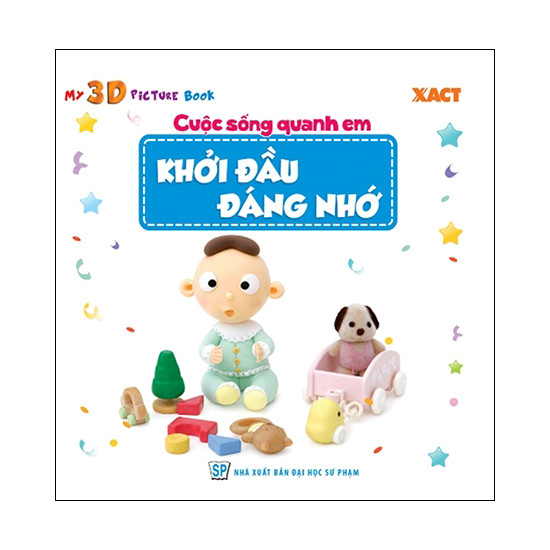 MY 3D PICTURE BOOK
XACT
Cuộc sống quanh em
KHỞI ĐẦU
ĐÁNG NHỚ
SP
NHÀ XUẤT BẢN ĐẠI HỌC SƯ PHẠM